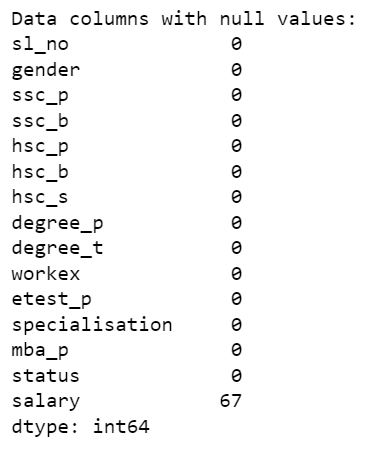 Data columns with null values:
sl_no 0
gender 0
ssc_p 0
ssc_b 0
hsc_p 0
hsc_b 0
hsc_s 0
degree_p 0
degree_t 0
workex 0
etest_p 0
specialisation 0
mba_p 0
status 0
salary 67
dtype: int64